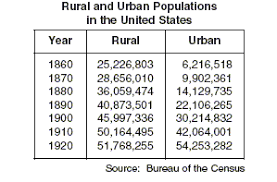 Rural and Urban Populations
in the United States
Year Rural Urban
1860 25,226,803 6,216,518
1870 28,656,010 9,902,361
1880 36,059,474 14,129,735
1890 40,873,501 22,106,265
1900 45,997,336 30,214,832
1910 50,164,495 42,064,001
1920 51,768,255 54,253,282
Source: Bureau of the Census